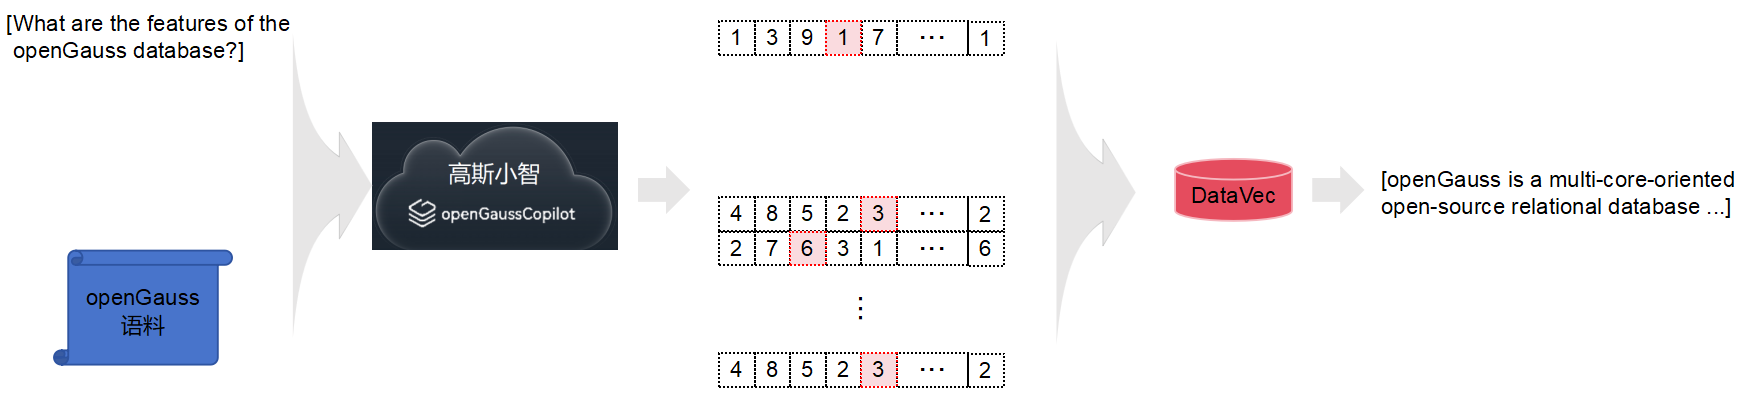 [What are the features of the
openGauss database?]
openGauss
语料
高斯小智
openGaussCopilot
1 3 9 1 7 ··· 1
4 8 5 2 3 ··· 2
2 7 6 3 1 ··· 6
⋮
4 8 5 2 3 ··· 2
DataVec
[openGauss is a multi-core-oriented
open-source relational database ...]